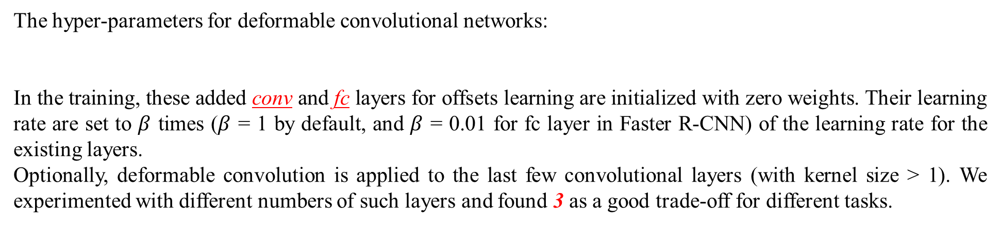 The hyper-parameters for deformable convolutional networks:
In the training, these added conv and fc layers for offsets learning are initialized with zero weights. Their learning
rate are set to β times (β = 1 by default, and β = 0.01 for fc layer in Faster R-CNN) of the learning rate for the
existing layers.
Optionally, deformable convolution is applied to the last few convolutional layers (with kernel size > 1). We
experimented with different numbers of such layers and found 3 as a good trade-off for different tasks.